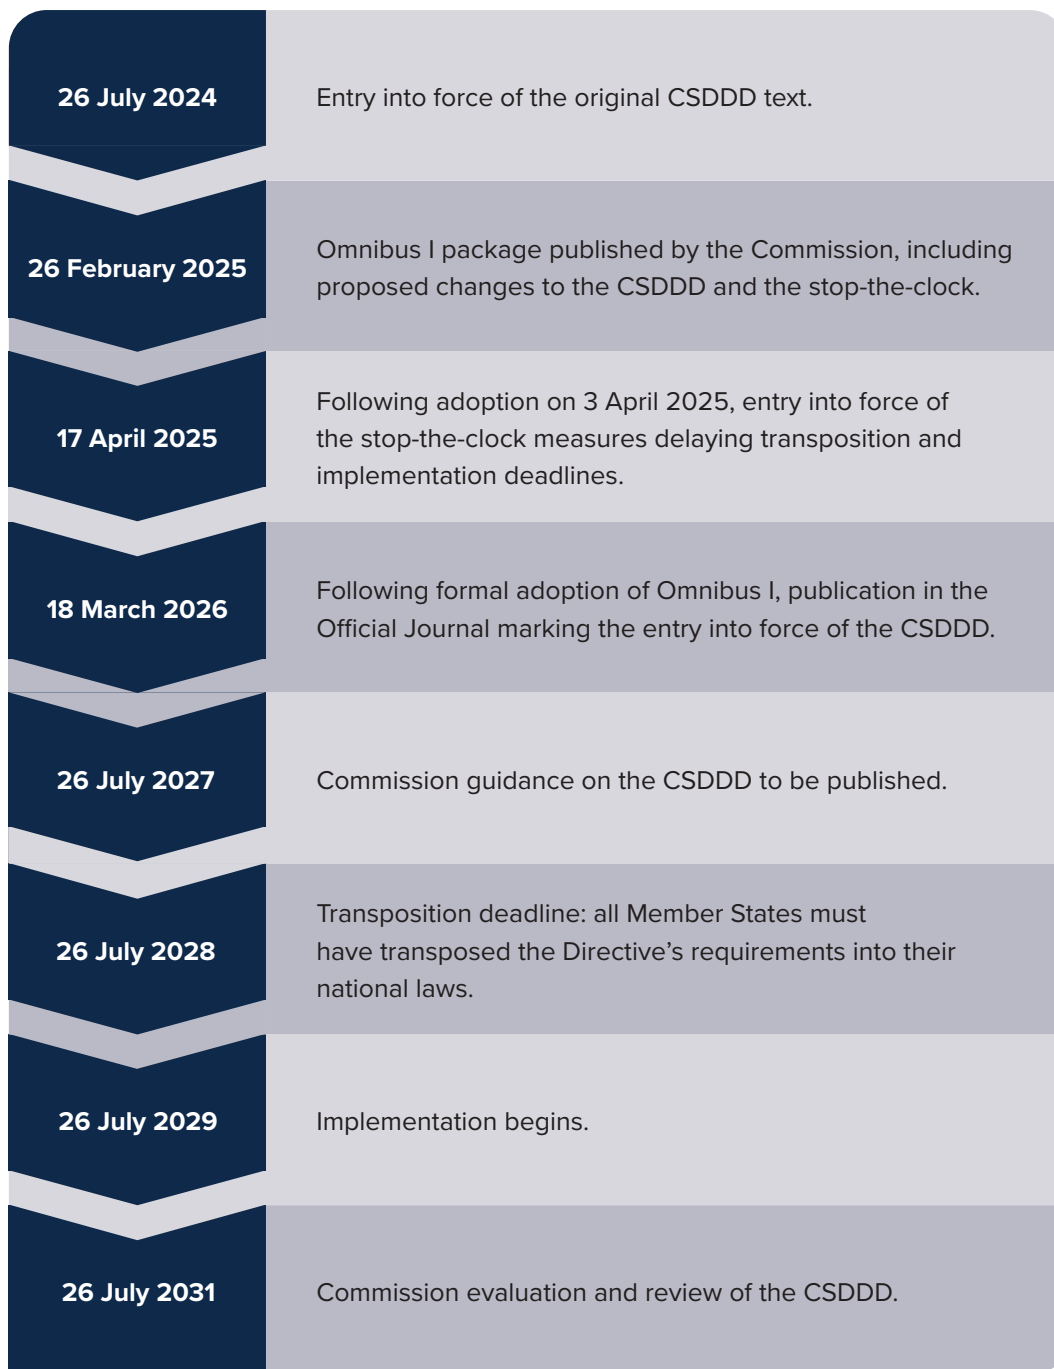 26 July 2024
Entry into force of the original CSDDD text.
26 February 2025
Omnibus I package published by the Commission, including
proposed changes to the CSDDD and the stop-the-clock.
17 April 2025
Following adoption on 3 April 2025, entry into force of
the stop-the-clock measures delaying transposition and
implementation deadlines.
18 March 2026
Following formal adoption of Omnibus I, publication in the
Official Journal marking the entry into force of the CSDDD.
26 July 2027
Commission guidance on the CSDDD to be published.
26 July 2028
Transposition deadline: all Member States must
have transposed the Directive’s requirements into their
national laws.
26 July 2029
Implementation begins.
26 July 2031
Commission evaluation and review of the CSDDD.